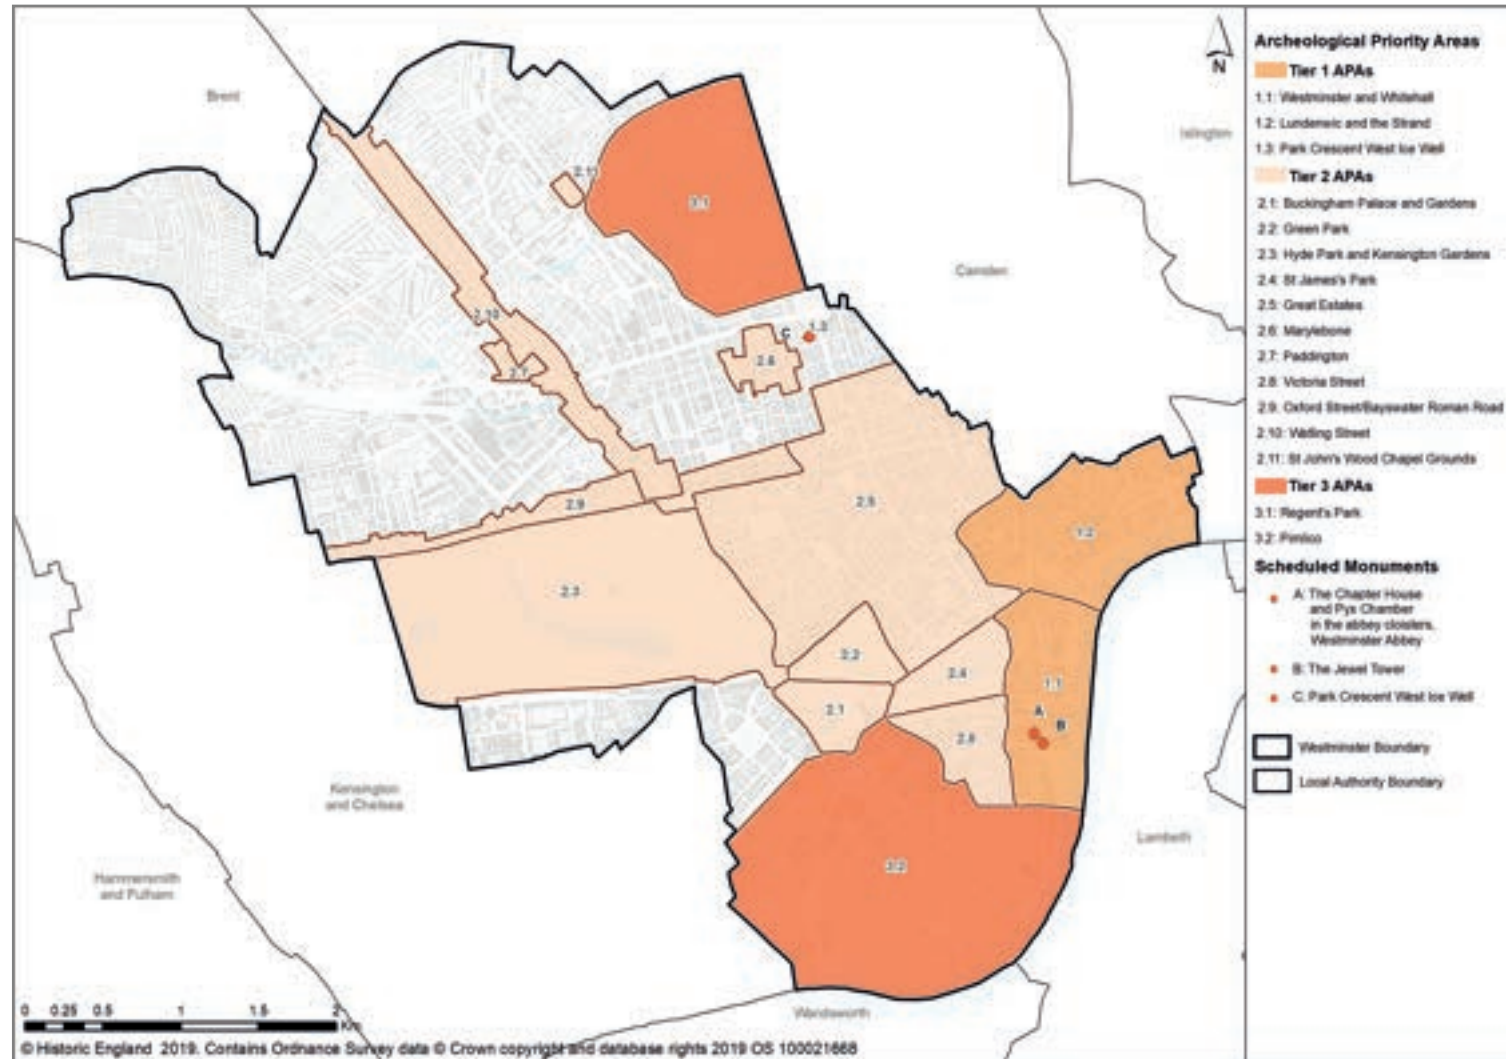 Brent
Islington
Camden
Kensington
and Chelsea
Hammersmith
and Fulham
Lambeth
Wandsworth
N
2.11
3.1
2.10
2.7
C
1.3
2.6
2.9
2.5
1.2
2.3
2.2
2.4
1.1
2.1
A
B
2.8
3.2
0 0.25 0.5 1 1.5 2
Km
© Historic England 2019. Contains Ordnance Survey data © Crown copyright and database rights 2019 OS 100021668
Archeological Priority Areas
Tier 1 APAs
1.1: Westminster and Whitehall
1.2: Lundenwic and the Strand
1.3: Park Crescent West Ice Well
Tier 2 APAs
2.1: Buckingham Palace and Gardens
2.2: Green Park
2.3: Hyde Park and Kensington Gardens
2.4: St James's Park
2.5: Great Estates
2.6: Marylebone
2.7: Paddington
2.8: Victoria Street
2.9: Oxford Street/Bayswater Roman Road
2.10: Watling Street
2.11: St John's Wood Chapel Grounds
Tier 3 APAs
3.1: Regent's Park
3.2: Pimlico
Scheduled Monuments
A: The Chapter House
and Pyx Chamber
in the abbey cloisters,
Westminster Abbey
B: The Jewel Tower
C: Park Crescent West Ice Well
Westminster Boundary
Local Authority Boundary